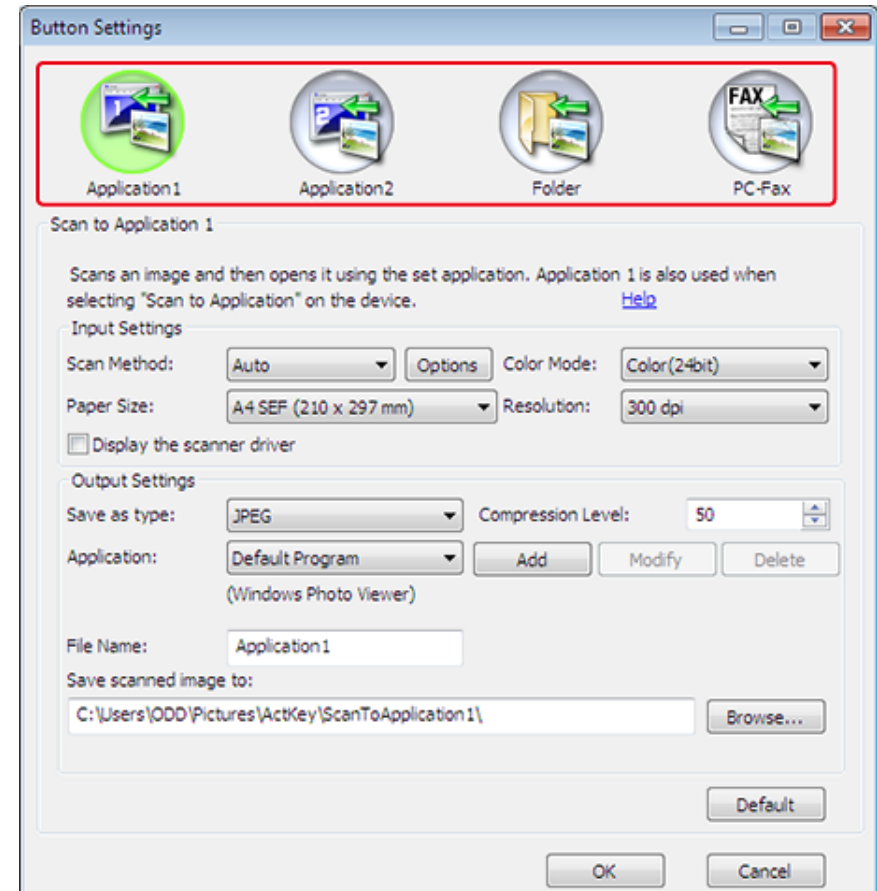 Button Settings
1
2
FAX
Application1
Application2
Folder
PC-Fax
Scan to Application 1
Scans an image and then opens it using the set application. Application 1 is also used when
selecting "Scan to Application" on the device.
Help
Input Settings
Scan Method: Auto Options Color Mode: Color(24bit)
Paper Size: A4 SEF (210 x 297 mm) Resolution: 300 dpi
Display the scanner driver
Output Settings
Save as type: JPEG Compression Level: 50
Application: Default Program Add Modify Delete
(Windows Photo Viewer)
File Name: Application1
Save scanned image to:
C:\Users\ODD\Pictures\ActKey\ScanToApplication1\ Browse...
Default
OK Cancel